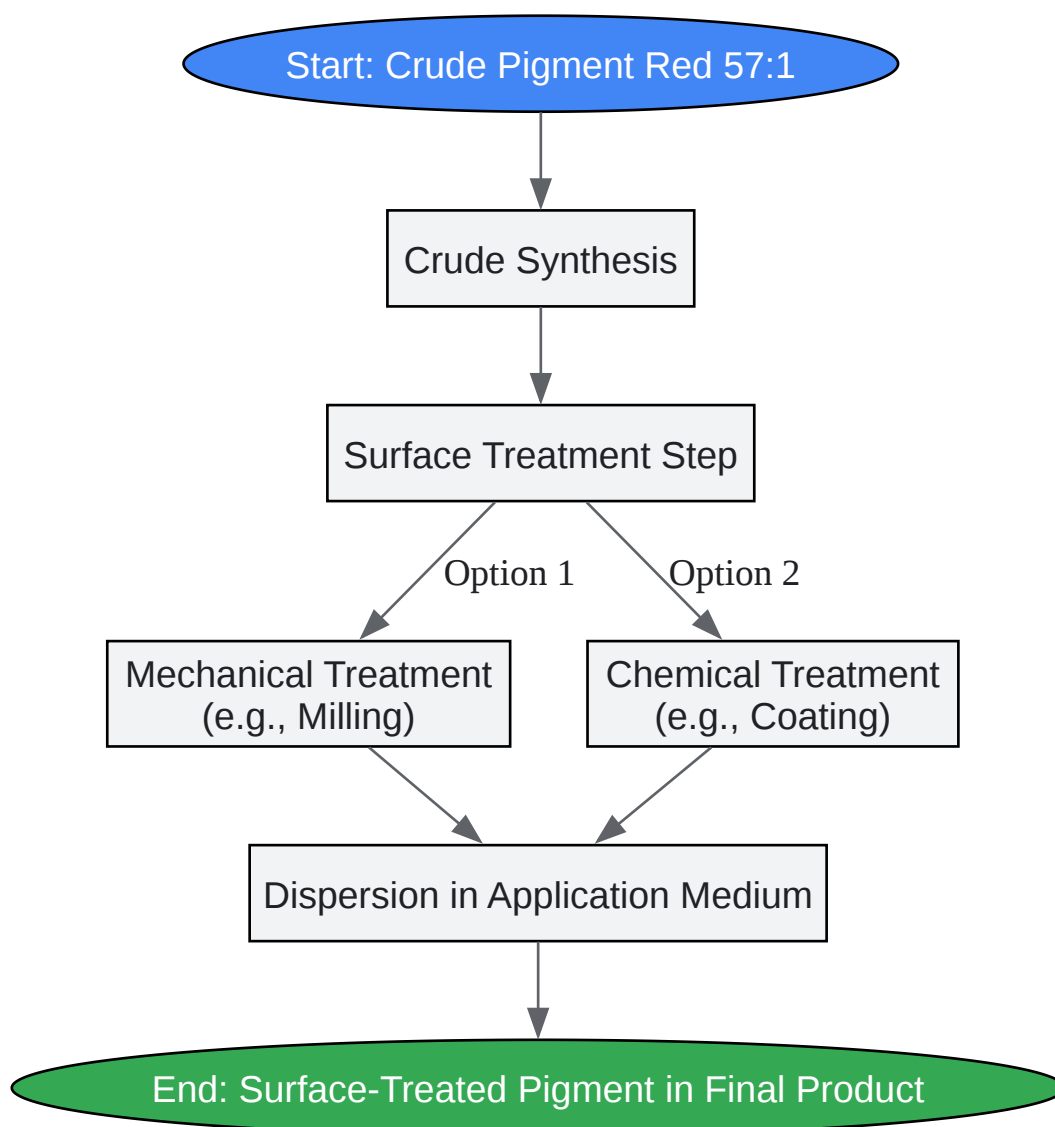 Start: Crude Pigment Red 57:1
Crude Synthesis
Surface Treatment Step
Option 1
Option 2
Mechanical Treatment
(e.g., Milling)
Chemical Treatment
(e.g., Coating)
Dispersion in Application Medium
End: Surface-Treated Pigment in Final Product